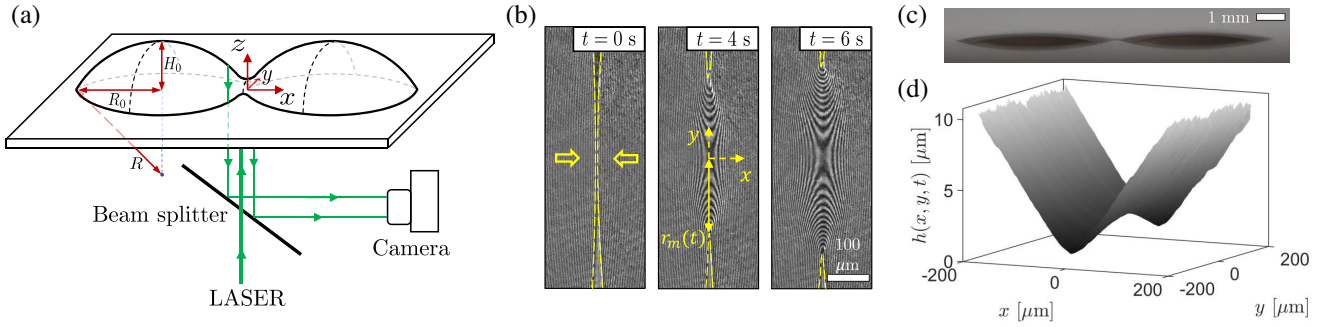 (a)
z
y
x
H₀
R₀
R
Beam splitter
Camera
LASER
(b)
t = 0 s
t = 4 s
t = 6 s
y
x
r_m(t)
100
μm
(c)
1 mm
(d)
h(x, y, t) [μm]
10
5
0
-200
0
200
x [μm]
-200
0
200
y [μm]